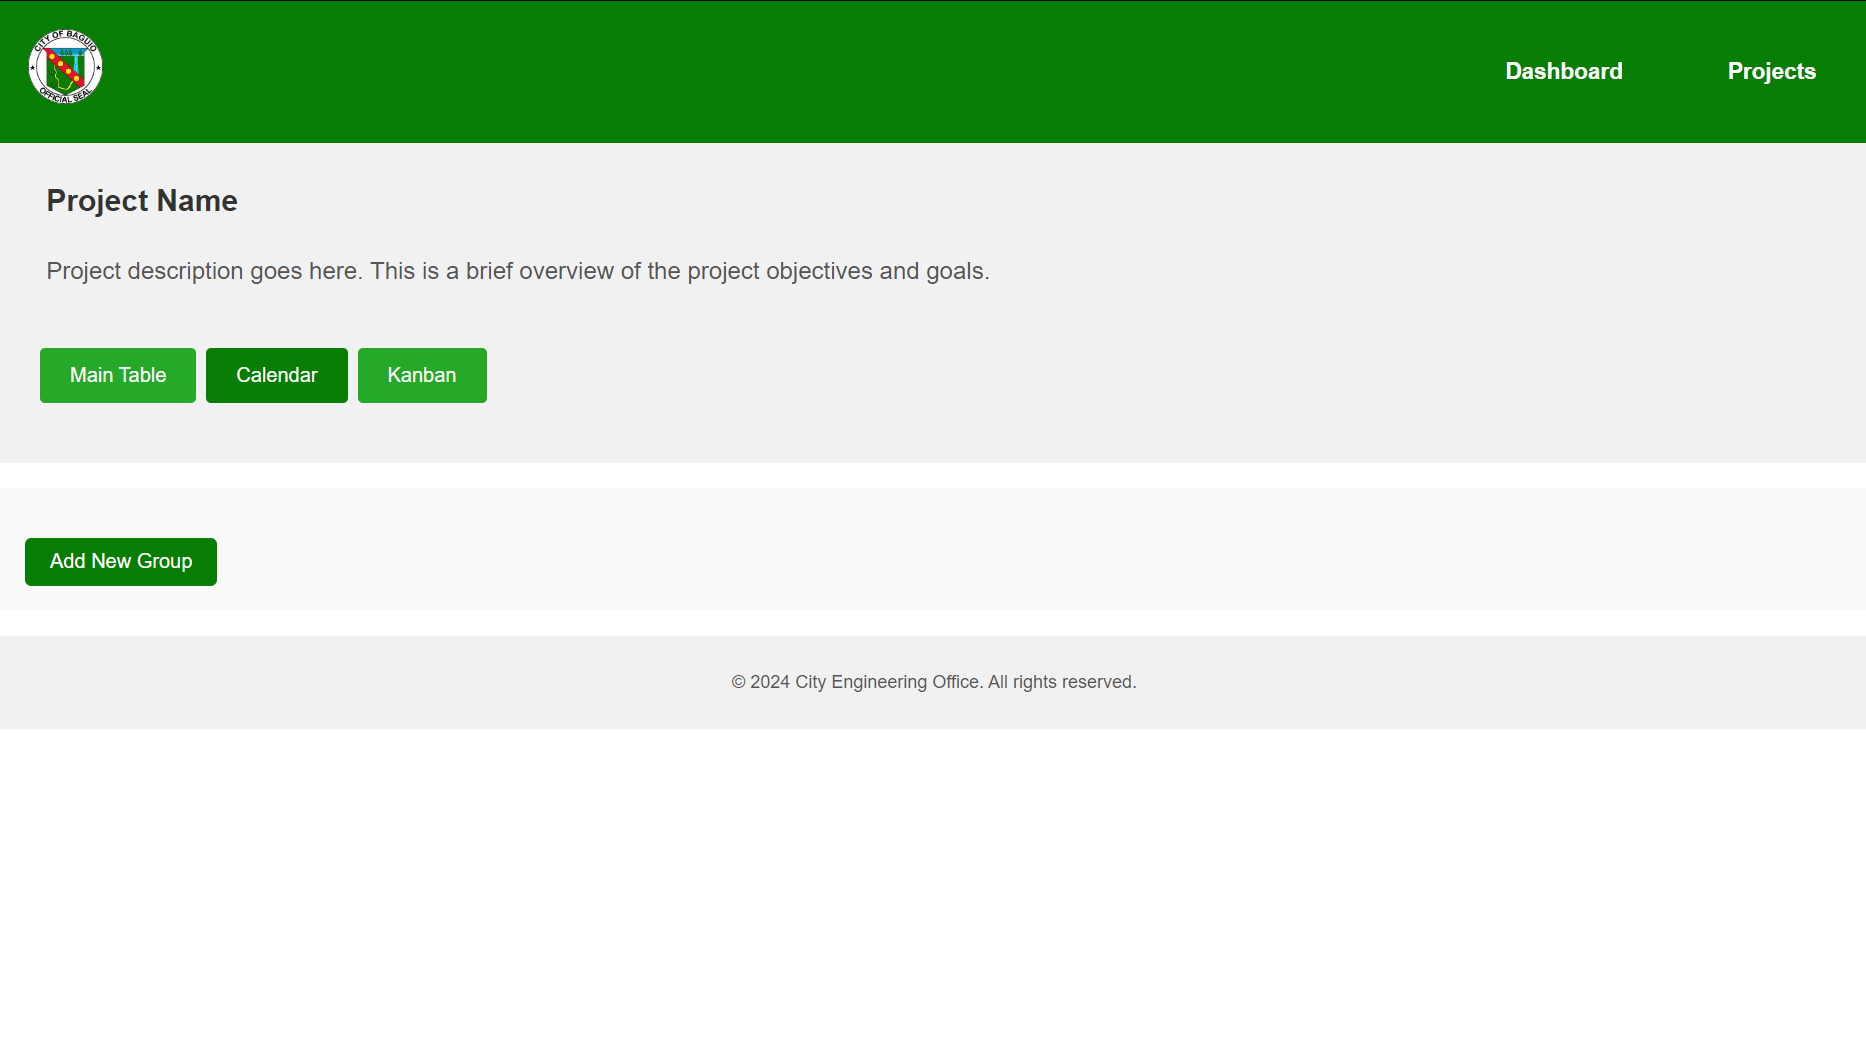 CITY OF BAGUIO
OFFICIAL SEAL
Dashboard
Projects
Project Name
Project description goes here. This is a brief overview of the project objectives and goals.
Main Table
Calendar
Kanban
Add New Group
© 2024 City Engineering Office. All rights reserved.